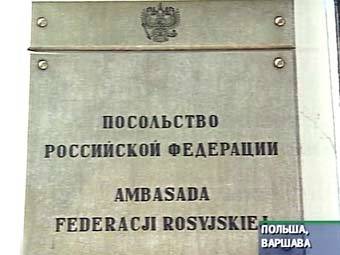 ПОСОЛЬСТВО
РОССИЙСКОЙ ФЕДЕРАЦИИ
AMBASADA
FEDERACJI ROSYJSKIEJ
ПОЛЬША,
ВАРШАВА